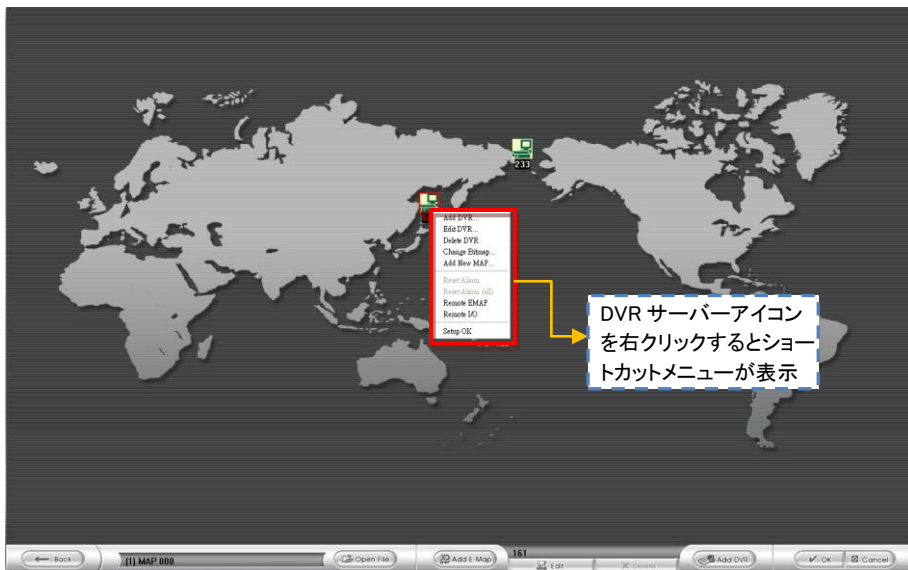 233
Add DVR...
Edit DVR...
Delete DVR
Change Bitmap...
Add New MAP...
Reset Alarm
Reset Alarm (all)
Remote EMAP
Remote I/O
Setup OK
DVR サーバーアイコン
を右クリックするとショー
トカットメニューが表示
Back
[1] MAP 000
Open File
Add E-Map
161
Edit
Delete
Add DVR
OK
Cancel